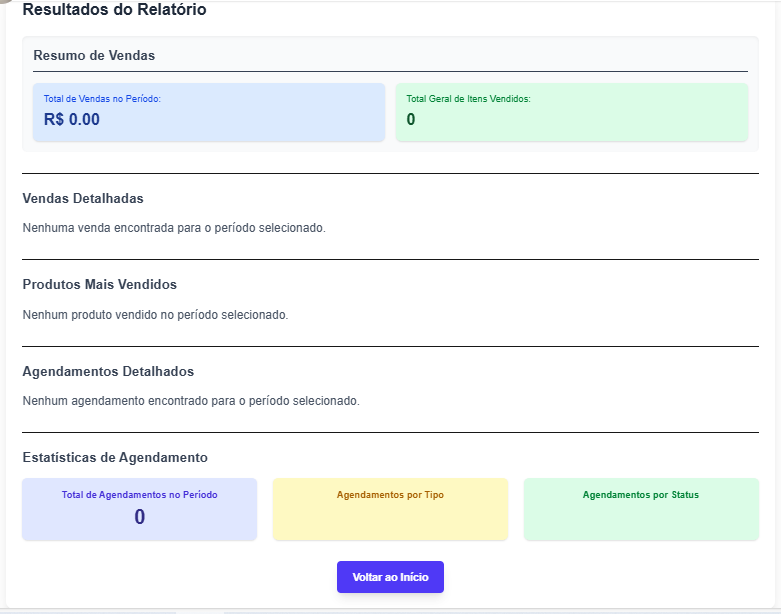 Resultados do Relatório
Resumo de Vendas
Total de Vendas no Período:
R$ 0.00
Total Geral de Itens Vendidos:
0
Vendas Detalhadas
Nenhuma venda encontrada para o período selecionado.
Produtos Mais Vendidos
Nenhum produto vendido no período selecionado.
Agendamentos Detalhados
Nenhum agendamento encontrado para o período selecionado.
Estatísticas de Agendamento
Total de Agendamentos no Período
0
Agendamentos por Tipo
Agendamentos por Status
Voltar ao Início